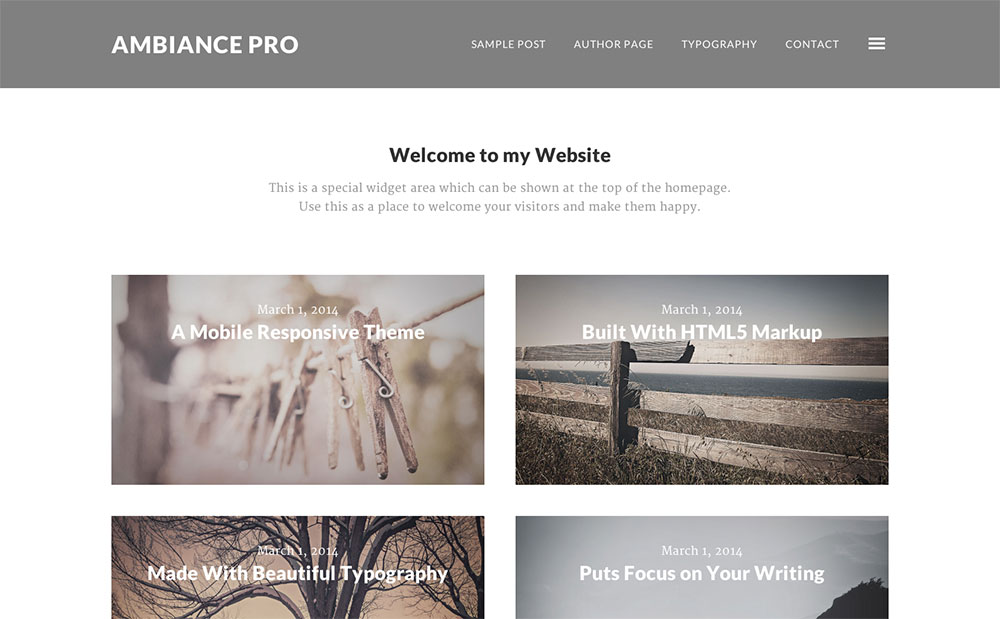 AMBIANCE PRO
SAMPLE POST AUTHOR PAGE TYPOGRAPHY CONTACT
Welcome to my Website
This is a special widget area which can be shown at the top of the homepage.
Use this as a place to welcome your visitors and make them happy.
March 1, 2014
A Mobile Responsive Theme
March 1, 2014
Built With HTML5 Markup
March 1, 2014
Made With Beautiful Typography
March 1, 2014
Puts Focus on Your Writing